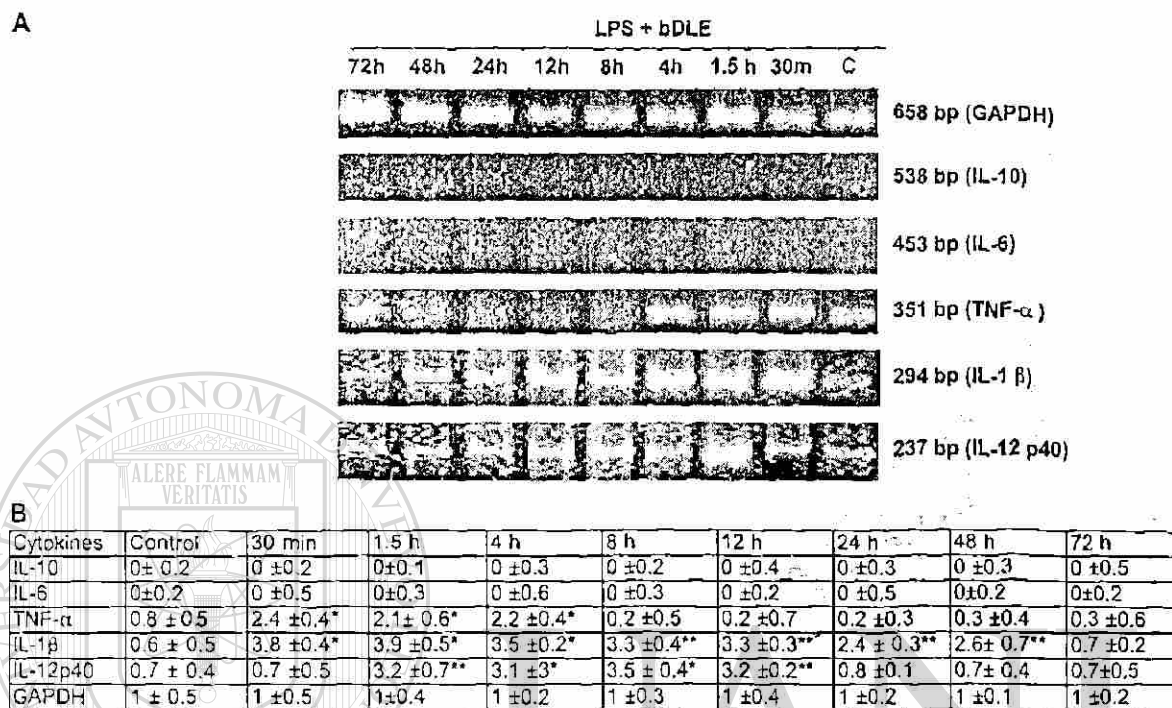 A
LPS + bDLE
72h 48h 24h 12h 8h 4h 1.5 h 30m C
658 bp (GAPDH)
538 bp (IL-10)
453 bp (IL-6)
351 bp (TNF-α)
294 bp (IL-1 β)
237 bp (IL-12 p40)
ALERE FLAMMAM
VERITATIS
B
Cytokines Control 30 min 1.5 h 4 h 8 h 12 h 24 h 48 h 72 h
IL-10 0± 0.2 0 ±0.2 0±0.1 0 ±0.3 0 ±0.2 0 ±0.4 0 ±0.3 0 ±0.3 0 ±0.5
IL-6 0±0.2 0 ±0.5 0±0.3 0 ±0.6 0 ±0.3 0 ±0.2 0 ±0.5 0±0.2 0±0.2
TNF-α 0.8 ±0.5 2.4 ±0.4* 2.1± 0.6* 2.2 ±0.4* 0.2 ±0.5 0.2 ±0.7 0.2 ±0.3 0.3 ±0.4 0.3 ±0.6
IL-1β 0.6 ± 0.5 3.8 ±0.4* 3.9 ±0.5* 3.5 ±0.2* 3.3 ±0.4** 3.3 ±0.3** 2.4 ± 0.3** 2.6± 0.7** 0.7 ±0.2
IL-12p40 0.7 ± 0.4 0.7 ±0.5 3.2 ±0.7** 3.1 ±3* 3.5 ± 0.4* 3.2 ±0.2** 0.8 ±0.1 0.7± 0.4 0.7±0.5
GAPDH 1 ± 0.5 1 ±0.5 1±0.4 1 ±0.2 1 ±0.3 1 ±0.4 1 ±0.2 1 ±0.1 1 ±0.2